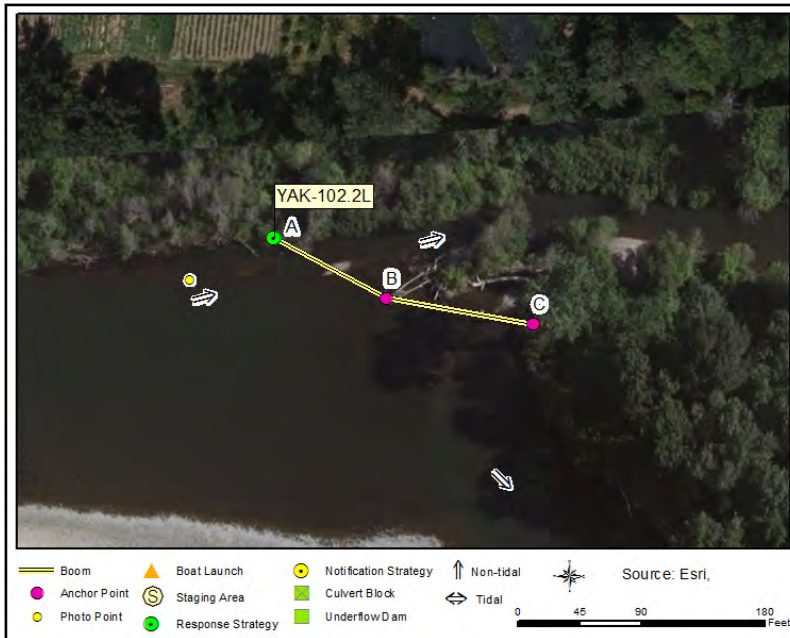 YAK-102.2L
A
B
C
Boom
Boat Launch
Notification Strategy
Non-tidal
Source: Esri,
Anchor Point
S
Staging Area
Culvert Block
Tidal
Photo Point
Response Strategy
Underflow Dam
0 45 90 180
Feet